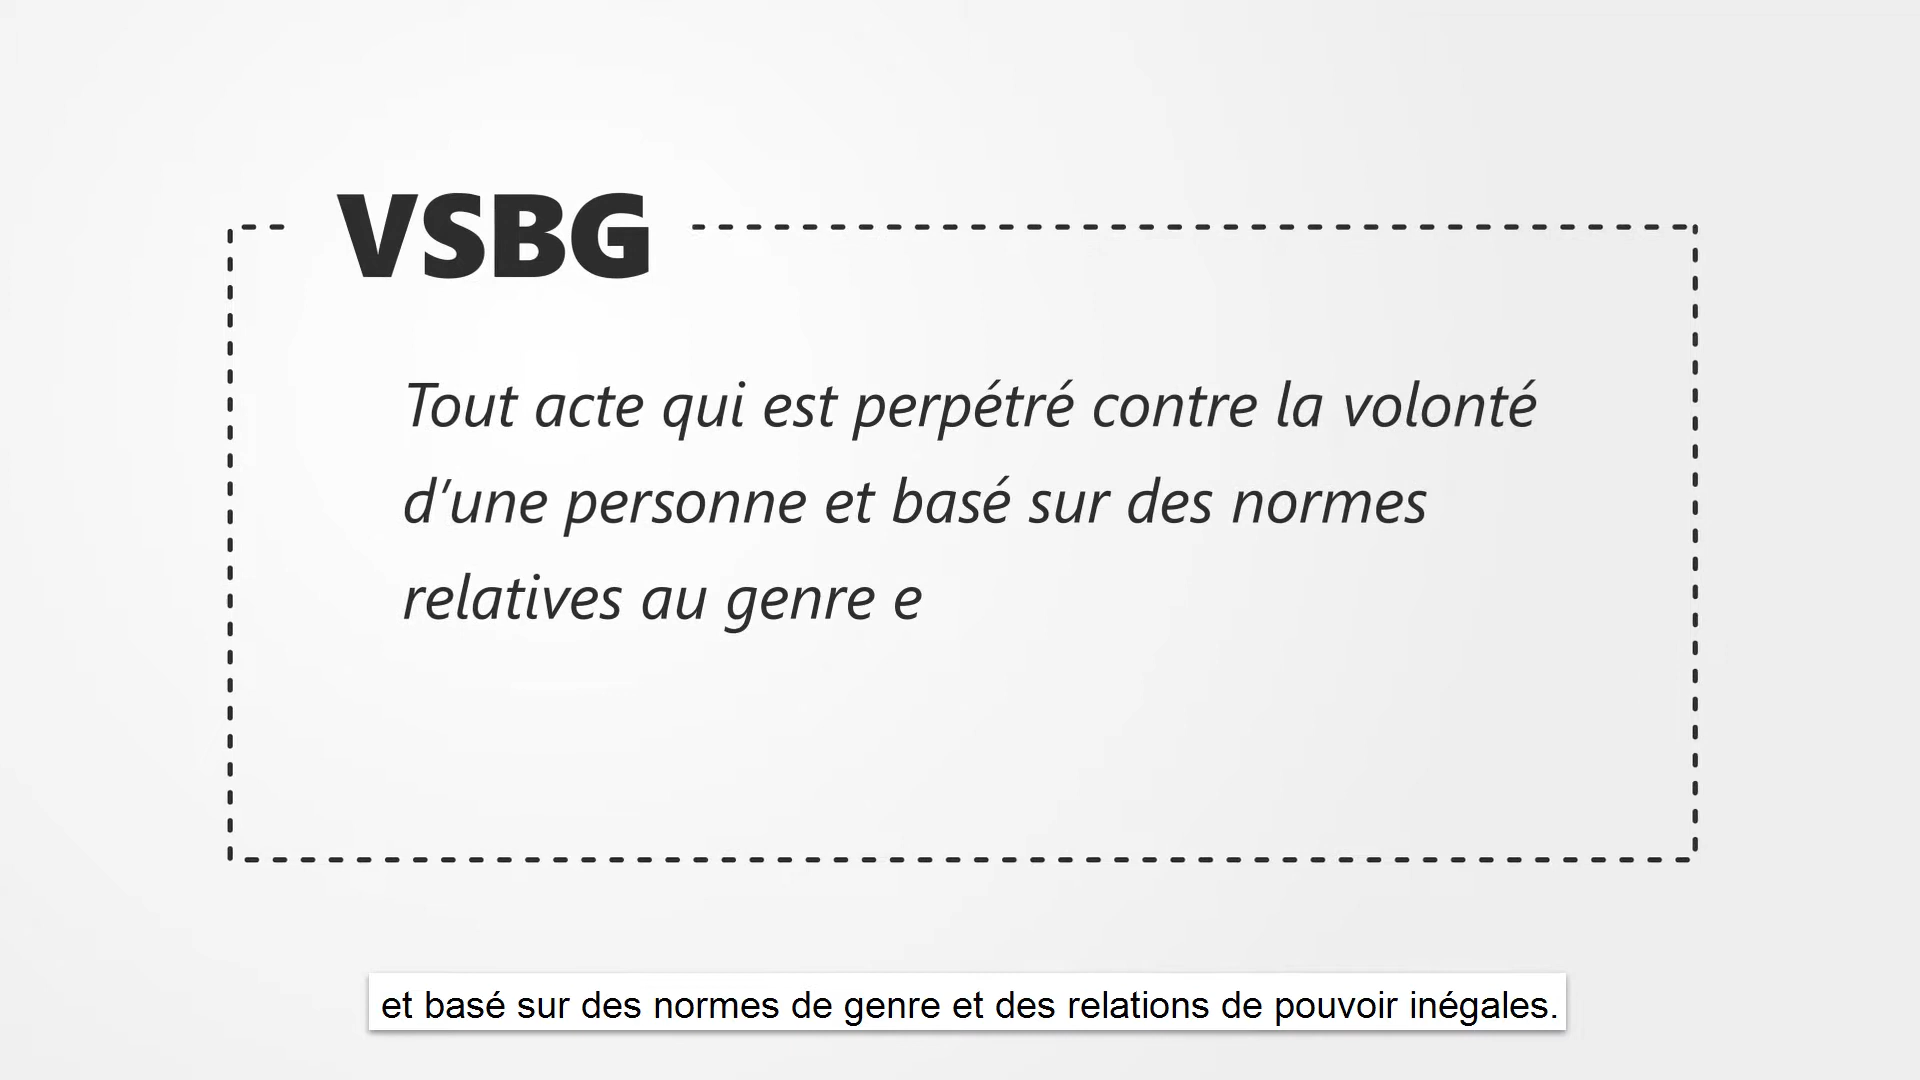 VSBG
Tout acte qui est perpétré contre la volonté
d'une personne et basé sur des normes
relatives au genre e
et basé sur des normes de genre et des relations de pouvoir inégales.